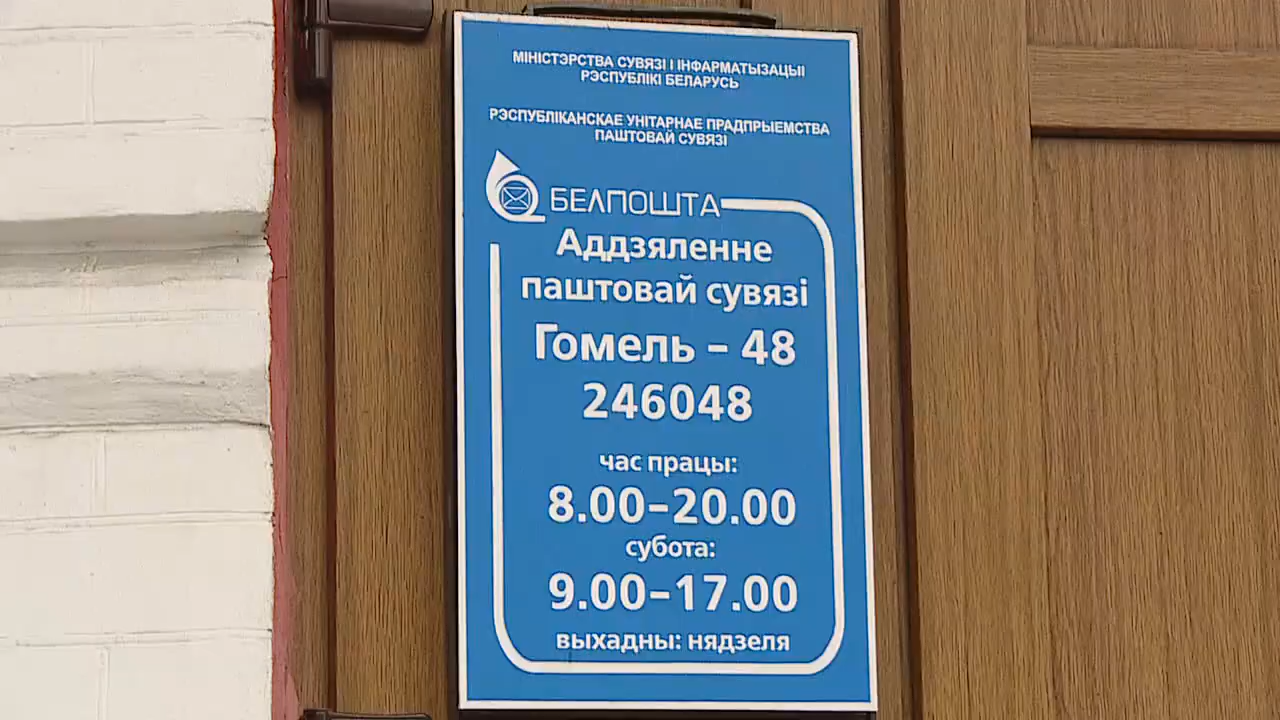 МІНІСТЭРСТВА СУВЯЗІ І ІНФАРМАТЫЗАЦЫІ
РЭСПУБЛІКІ БЕЛАРУСЬ
РЭСПУБЛІКАНСКАЕ УНІТАРНАЕ ПРАДПРЫЕМСТВА
ПАШТОВАЙ СУВЯЗІ
БЕЛПОШТА
Аддзяленне
паштовай сувязі
Гомель – 48
246048
час працы:
8.00–20.00
субота:
9.00–17.00
выхадны: нядзеля